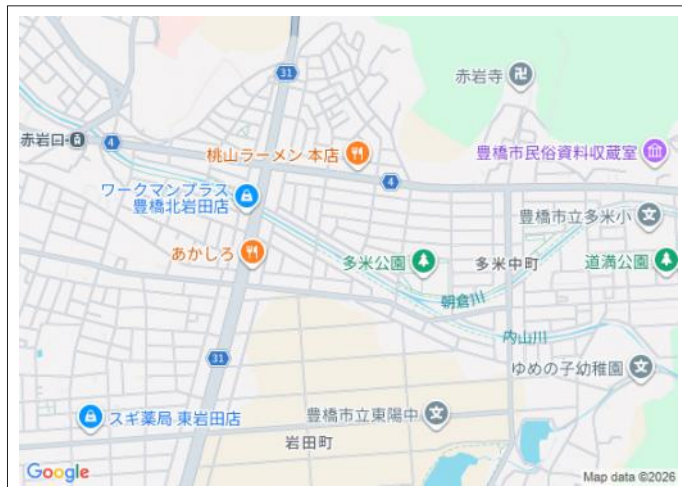 31
赤岩寺
赤岩口
4
桃山ラーメン 本店
豊橋市民俗資料収蔵室
4
ワークマンプラス
豊橋北岩田店
豊橋市立多米小
あかしろ
多米公園
多米中町
道満公園
朝倉川
内山川
31
ゆめの子幼稚園
スギ薬局 東岩田店
豊橋市立東陽中
岩田町
Google
Map data ©2026